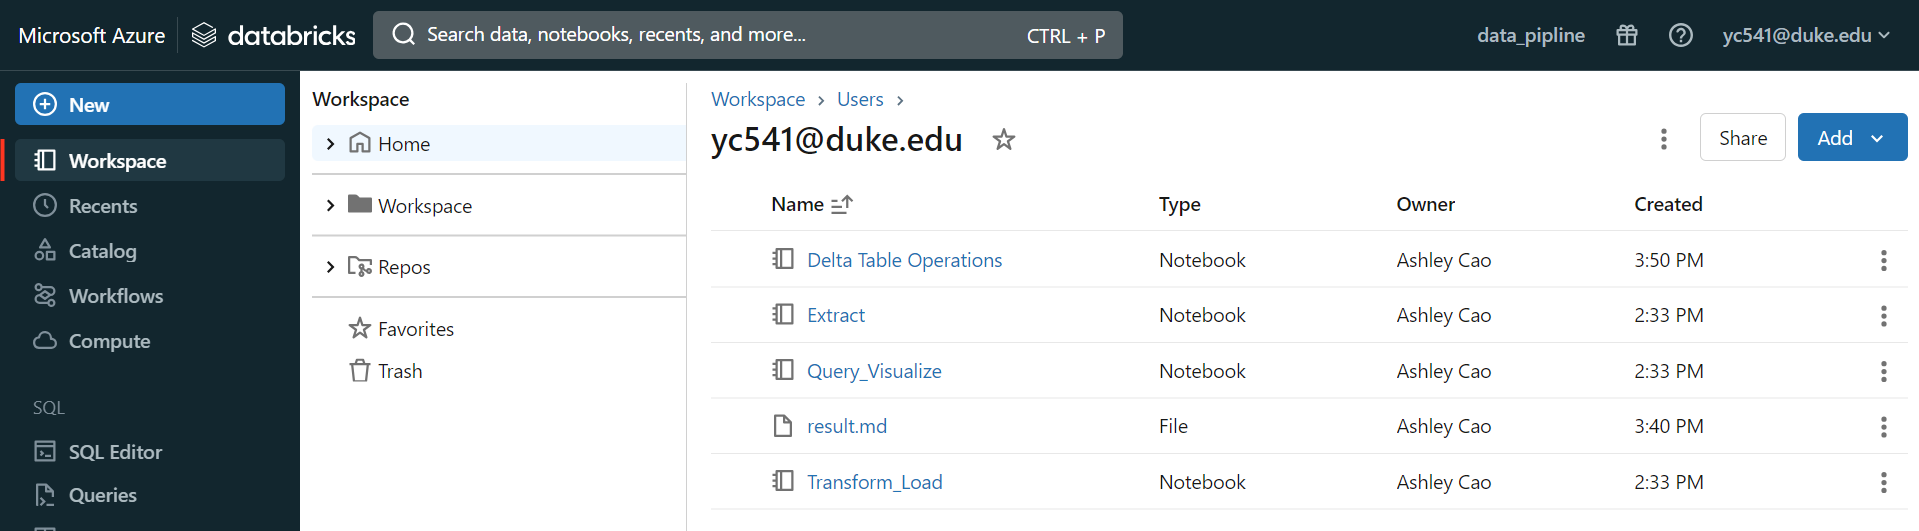 Microsoft Azure databricks Search data, notebooks, recents, and more... CTRL + P data_pipline yc541@duke.edu
New
Workspace
Recents
Catalog
Workflows
Compute
SQL
SQL Editor
Queries
Workspace
Home
Workspace
Repos
Favorites
Trash
Workspace > Users >
yc541@duke.edu
Share Add
Name Type Owner Created
Delta Table Operations Notebook Ashley Cao 3:50 PM
Extract Notebook Ashley Cao 2:33 PM
Query_Visualize Notebook Ashley Cao 2:33 PM
result.md File Ashley Cao 3:40 PM
Transform_Load Notebook Ashley Cao 2:33 PM